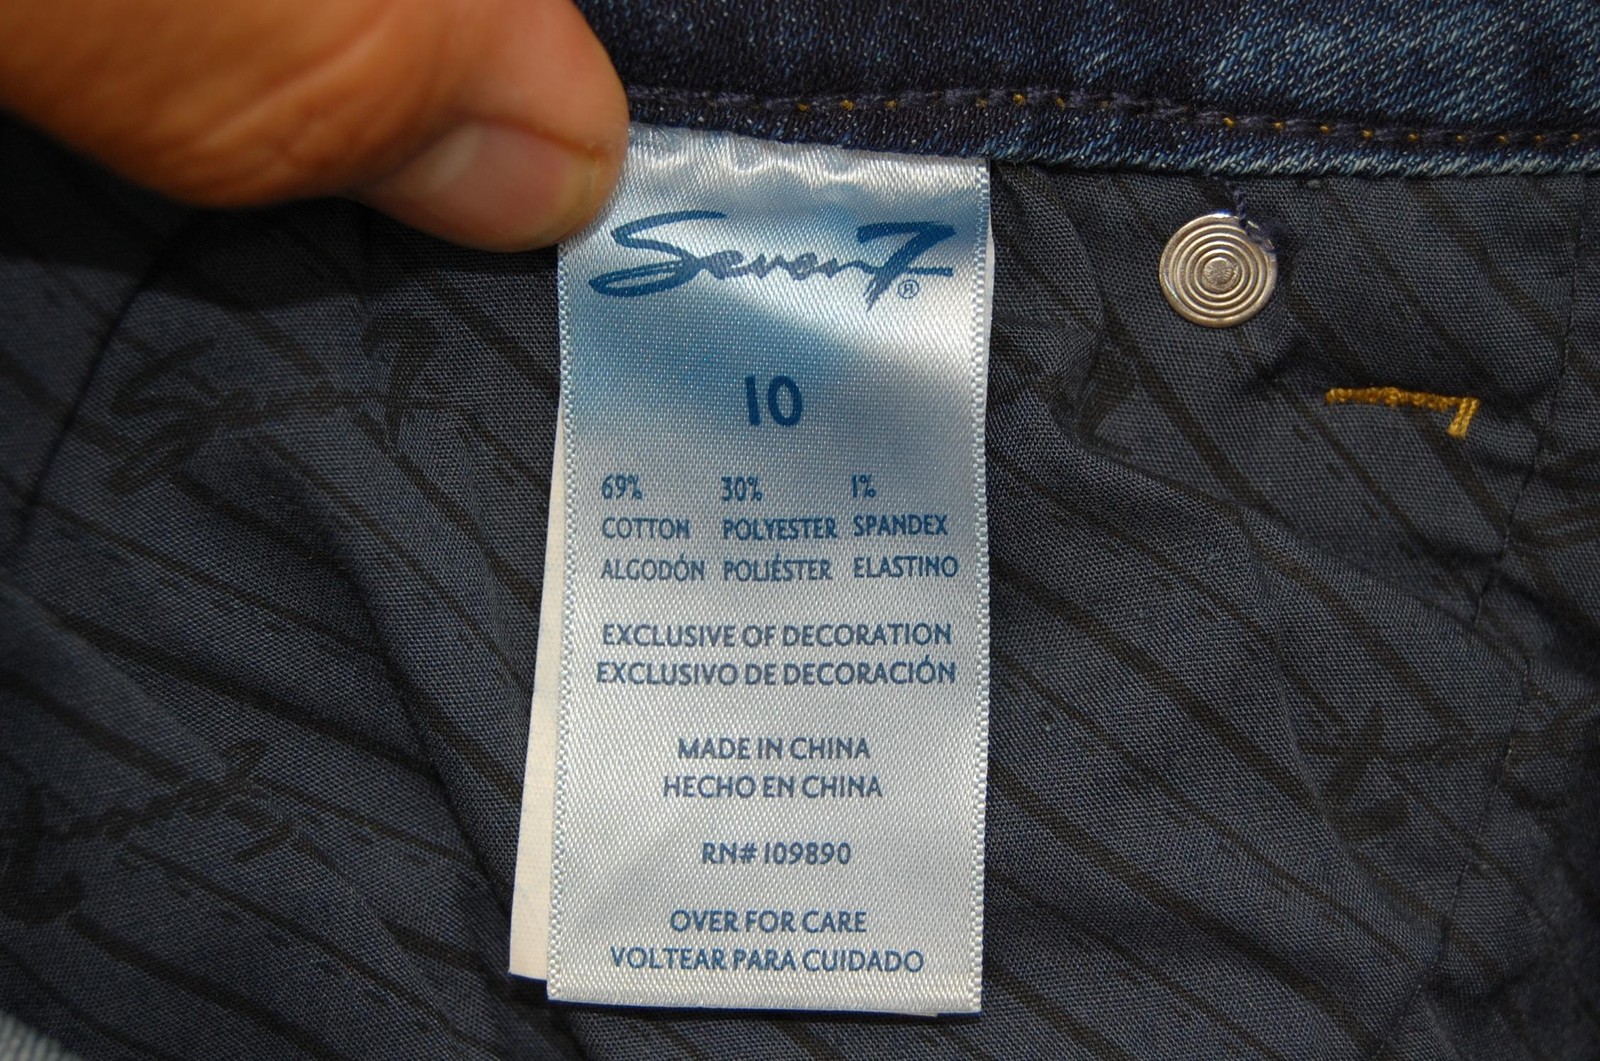 Seven7®
10
69% 30% 1%
COTTON POLYESTER SPANDEX
ALGODÓN POLIÉSTER ELASTINO
EXCLUSIVE OF DECORATION
EXCLUSIVO DE DECORACIÓN
MADE IN CHINA
HECHO EN CHINA
RN# 109890
OVER FOR CARE
VOLTEAR PARA CUIDADO